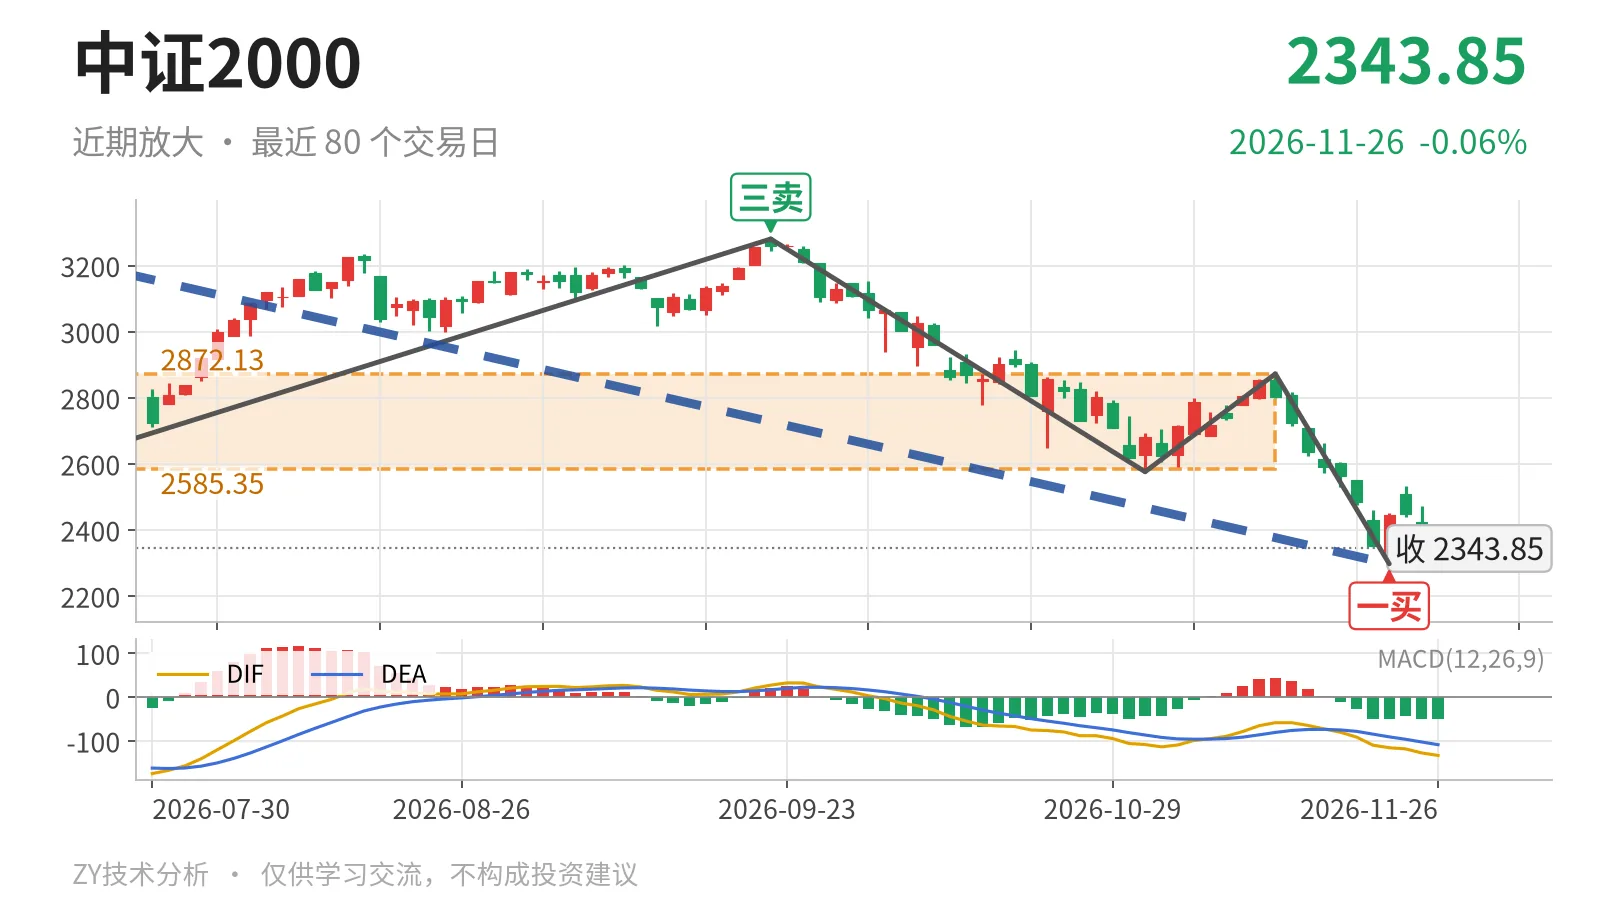 中证2000
2343.85
近期放大 · 最近 80 个交易日
2026-11-26 -0.06%
三卖
3200
3000
2872.13
2800
2600
2585.35
2400
收 2343.85
2200
一买
100
DIF
DEA
MACD(12,26,9)
0
-100
2026-07-30
2026-08-26
2026-09-23
2026-10-29
2026-11-26
ZY技术分析 · 仅供学习交流，不构成投资建议